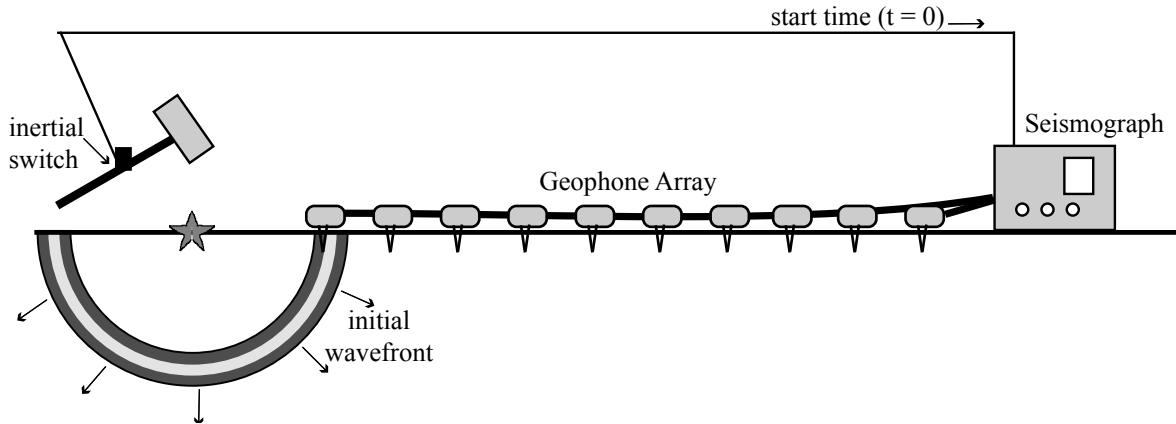 start time (t = 0)
inertial
switch
Seismograph
Geophone Array
initial
wavefront